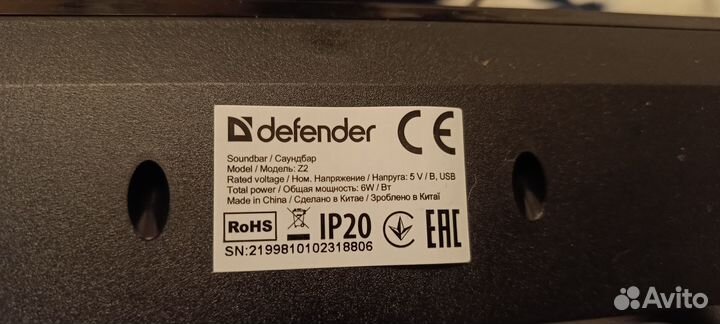 defender CE
Soundbar / Саундбар
Model / Модель: Z2
Rated voltage / Ном. Напряжение / Напруга: 5 V / В, USB
Total power / Общая мощность: 6W / Вт
Made in China / Сделано в Китае / Зроблено в Китаї
RoHS IP20 EAC
SN:2199810102318806
Avito